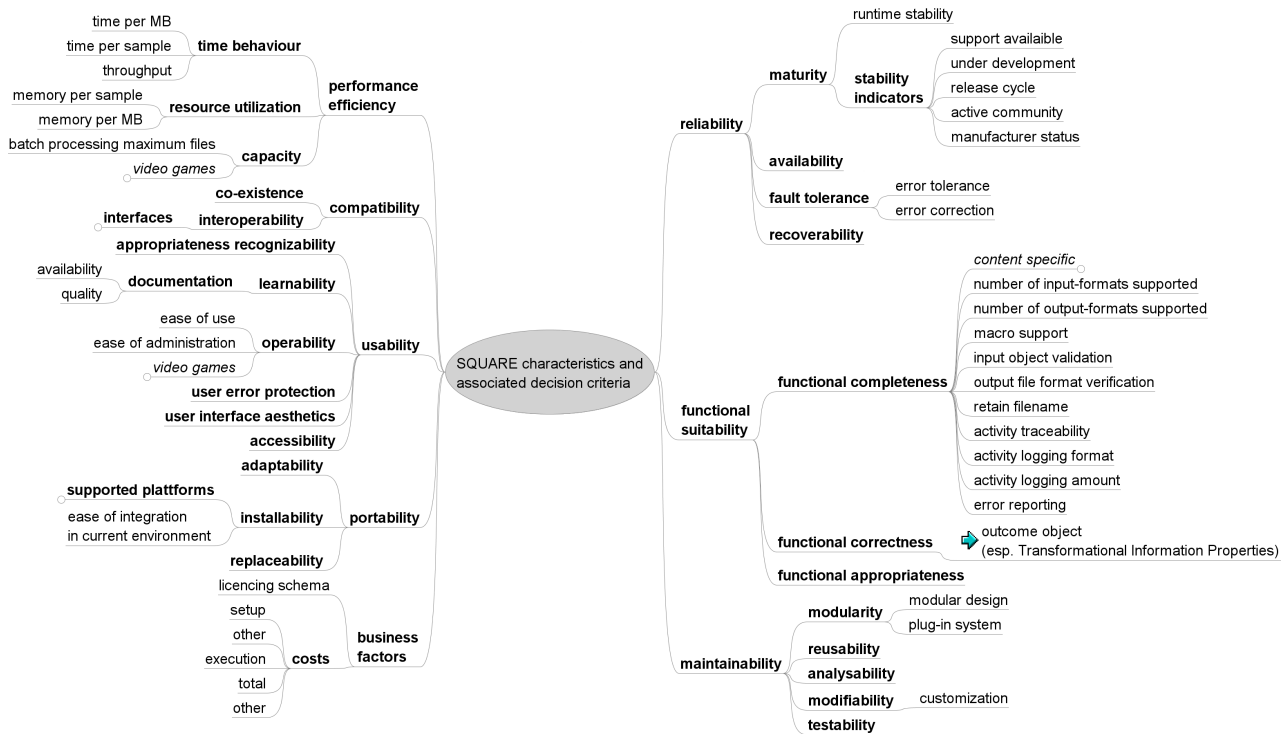 SQUARE characteristics and
associated decision criteria
performance
efficiency
time behaviour
time per MB
time per sample
throughput
resource utilization
memory per sample
memory per MB
capacity
batch processing maximum files
video games
compatibility
co-existence
interoperability
interfaces
usability
appropriateness recognizability
learnability
documentation
availability
quality
operability
ease of use
ease of administration
video games
user error protection
user interface aesthetics
accessibility
portability
adaptability
installability
supported plattforms
ease of integration
in current environment
replaceability
business
factors
licencing schema
costs
setup
other
execution
total
other
reliability
maturity
runtime stability
stability
indicators
support availaible
under development
release cycle
active community
manufacturer status
availability
fault tolerance
error tolerance
error correction
recoverability
functional
suitability
functional completeness
content specific
number of input-formats supported
number of output-formats supported
macro support
input object validation
output file format verification
retain filename
activity traceability
activity logging format
activity logging amount
error reporting
functional correctness
outcome object
(esp. Transformational Information Properties)
functional appropriateness
maintainability
modularity
modular design
plug-in system
reusability
analysability
modifiability
customization
testability